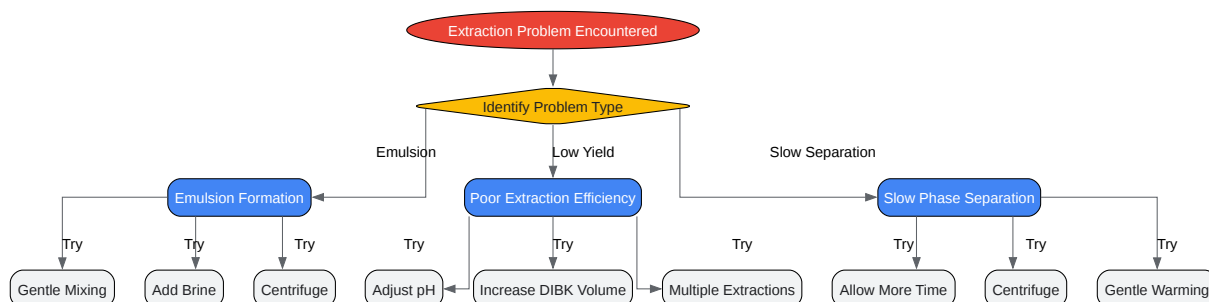 Extraction Problem Encountered
Identify Problem Type
Emulsion
Low Yield
Slow Separation
Emulsion Formation
Poor Extraction Efficiency
Slow Phase Separation
Try
Try
Try
Try
Try
Try
Try
Try
Try
Gentle Mixing
Add Brine
Centrifuge
Adjust pH
Increase DIBK Volume
Multiple Extractions
Allow More Time
Centrifuge
Gentle Warming